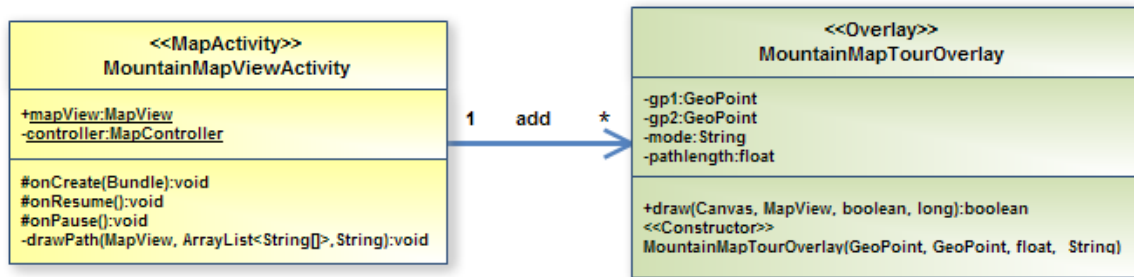 <<MapActivity>>
MountainMapViewActivity
+mapView:MapView
-controller:MapController
#onCreate(Bundle):void
#onResume():void
#onPause():void
-drawPath(MapView, ArrayList<String[]>,String):void
1 add *
<<Overlay>>
MountainMapTourOverlay
-gp1:GeoPoint
-gp2:GeoPoint
-mode:String
-pathlength:float
+draw(Canvas, MapView, boolean, long):boolean
<<Constructor>>
MountainMapTourOverlay(GeoPoint, GeoPoint, float, String)